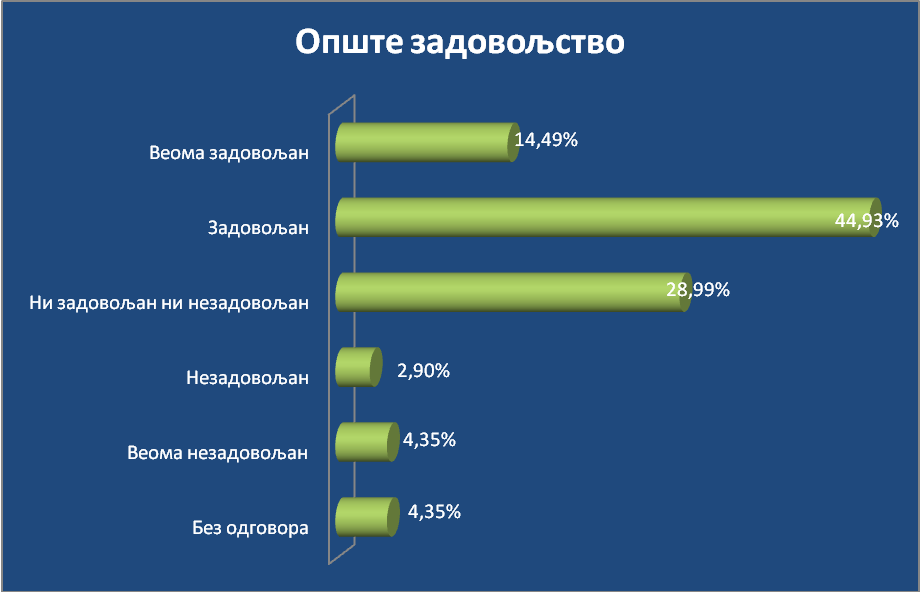 Опште задовољство
Веома задовољан
14,49%
Задовољан
44,93%
Ни задовољан ни незадовољан
28,99%
Незадовољан
2,90%
Веома незадовољан
4,35%
Без одговора
4,35%